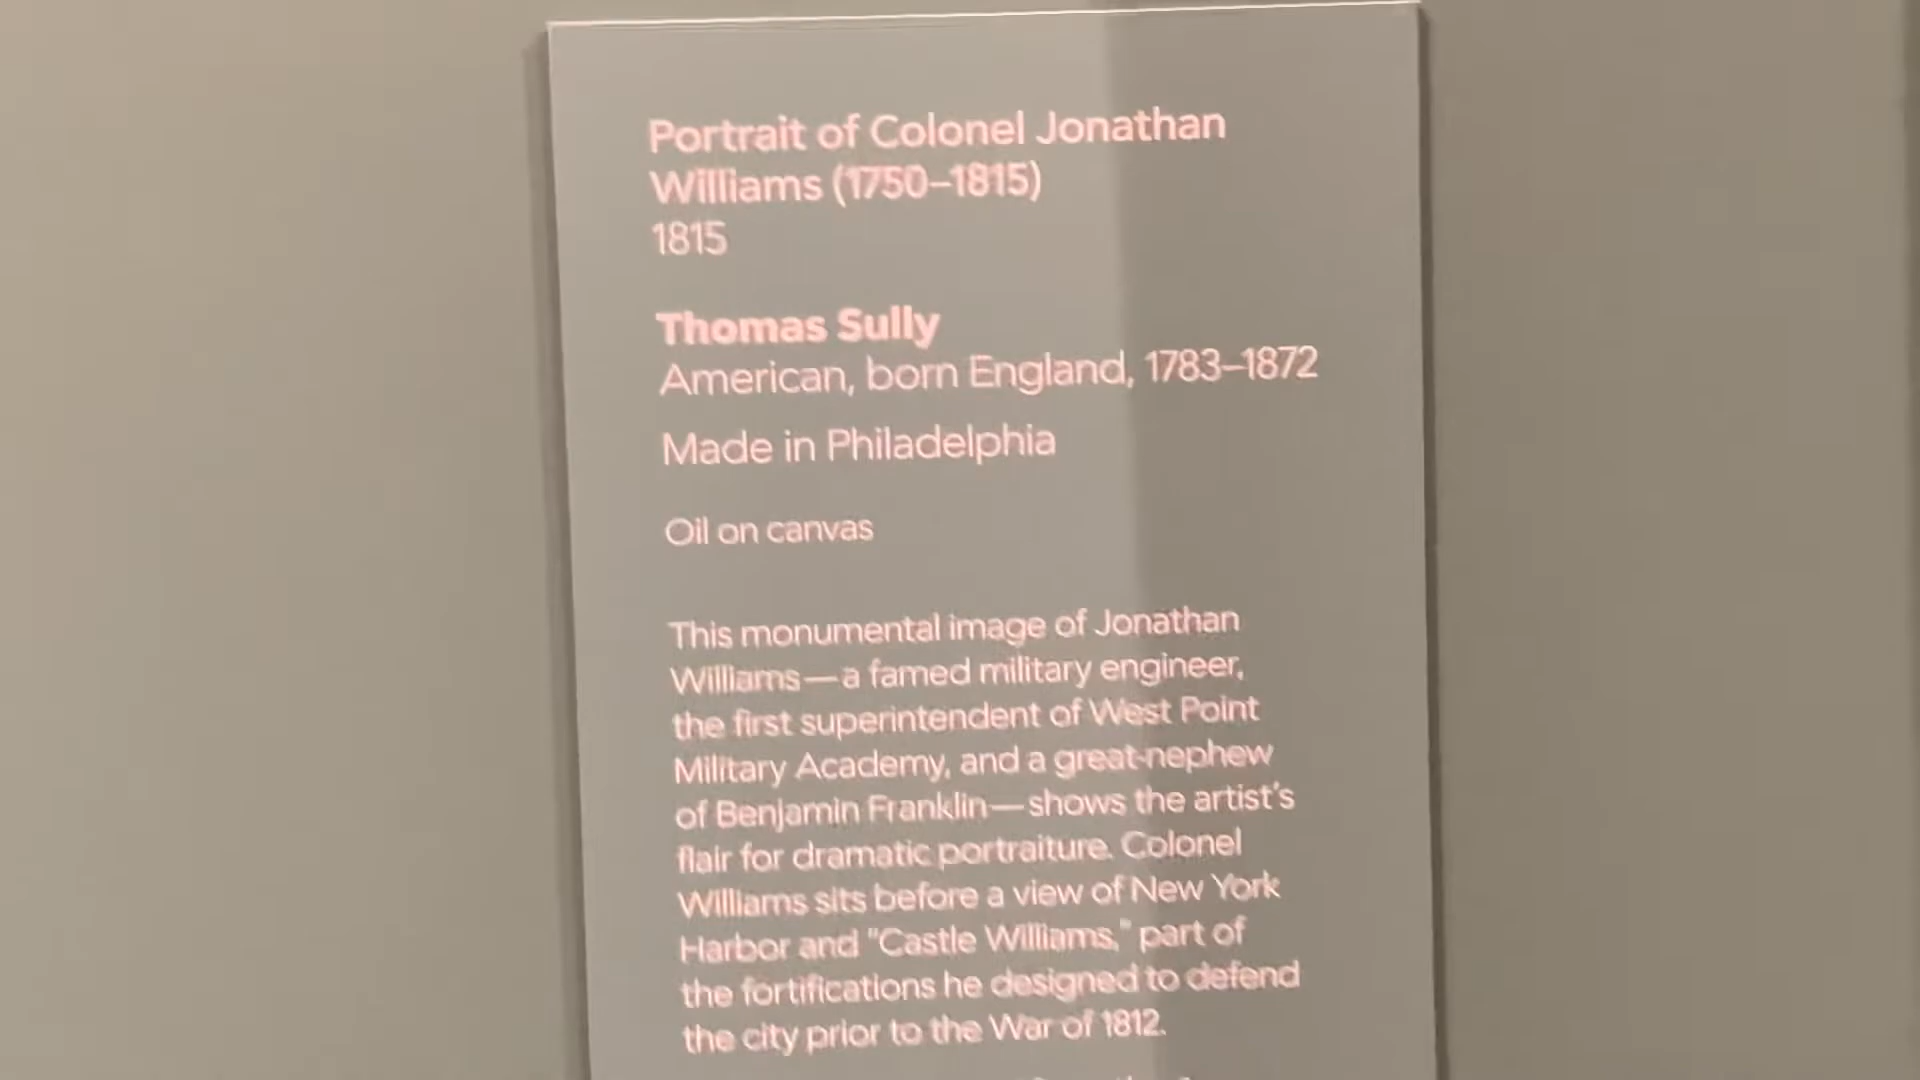 Portrait of Colonel Jonathan
Williams (1750–1815)
1815
Thomas Sully
American, born England, 1783–1872
Made in Philadelphia
Oil on canvas
This monumental image of Jonathan
Williams—a famed military engineer,
the first superintendent of West Point
Military Academy, and a great-nephew
of Benjamin Franklin—shows the artist's
flair for dramatic portraiture. Colonel
Williams sits before a view of New York
Harbor and "Castle Williams," part of
the fortifications he designed to defend
the city prior to the War of 1812.